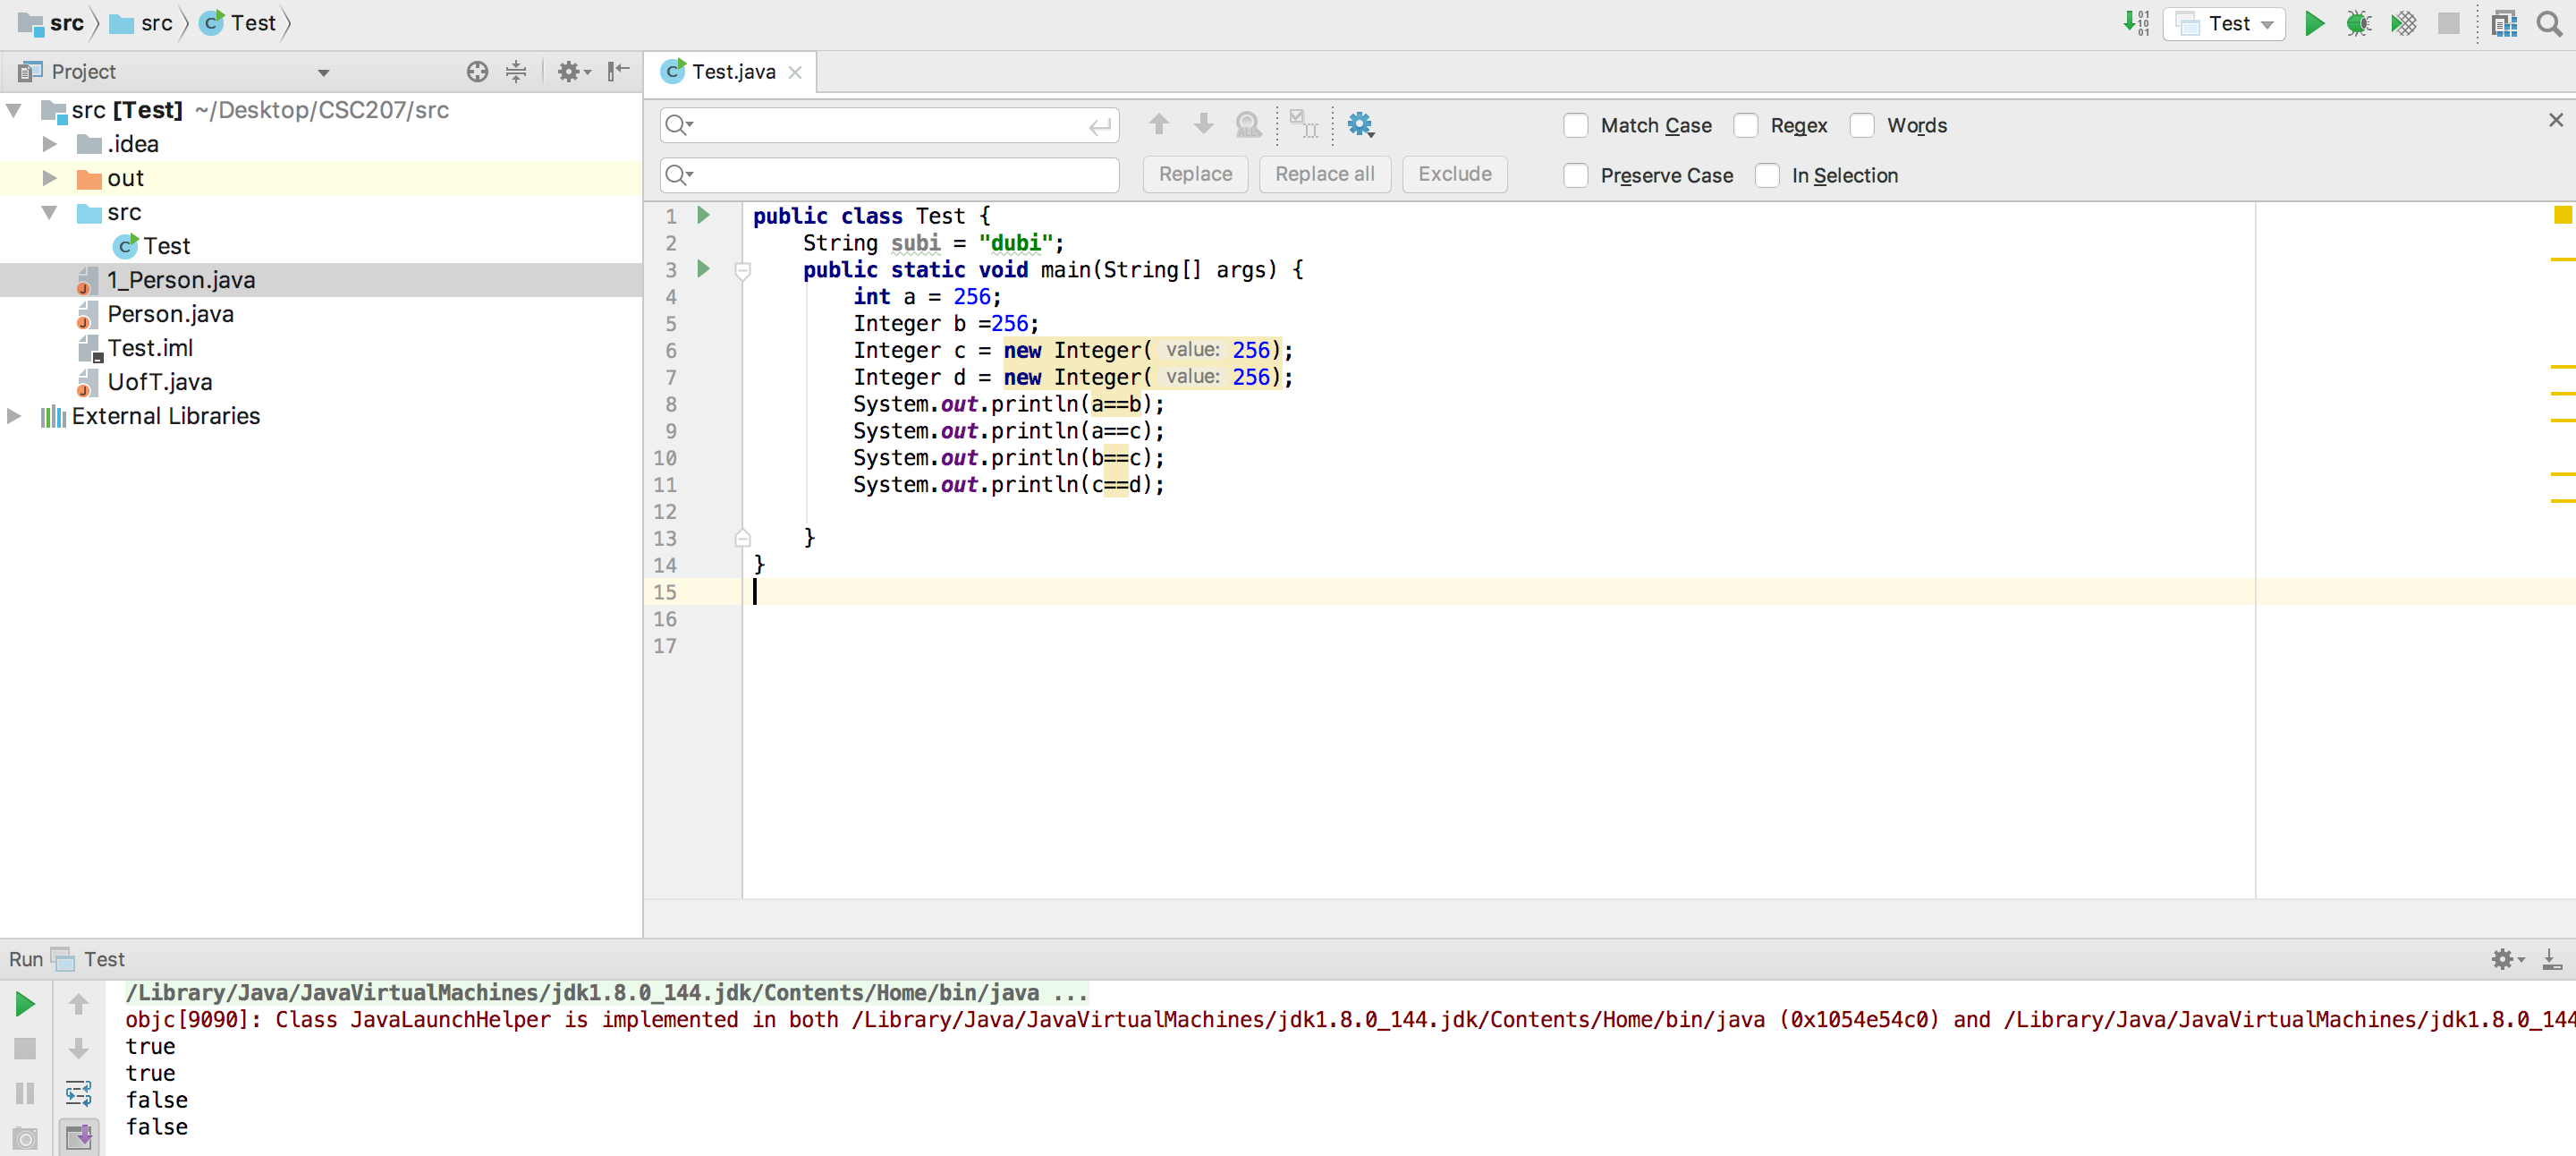 src src Test
Test
Project
Test.java
src [Test] ~/Desktop/CSC207/src
.idea
out
src
Test
1_Person.java
Person.java
Test.iml
UofT.java
External Libraries
Match Case Regex Words
Replace Replace all Exclude Preserve Case In Selection
1 public class Test {
2 String subi = "dubi";
3 public static void main(String[] args) {
4 int a = 256;
5 Integer b =256;
6 Integer c = new Integer( value: 256);
7 Integer d = new Integer( value: 256);
8 System.out.println(a==b);
9 System.out.println(a==c);
10 System.out.println(b==c);
11 System.out.println(c==d);
12
13 }
14 }
15
16
17
Run Test
/Library/Java/JavaVirtualMachines/jdk1.8.0_144.jdk/Contents/Home/bin/java ...
objc[9090]: Class JavaLaunchHelper is implemented in both /Library/Java/JavaVirtualMachines/jdk1.8.0_144.jdk/Contents/Home/bin/java (0x1054e54c0) and /Library/Java/JavaVirtualMachines/jdk1.8.0_144
true
true
false
false